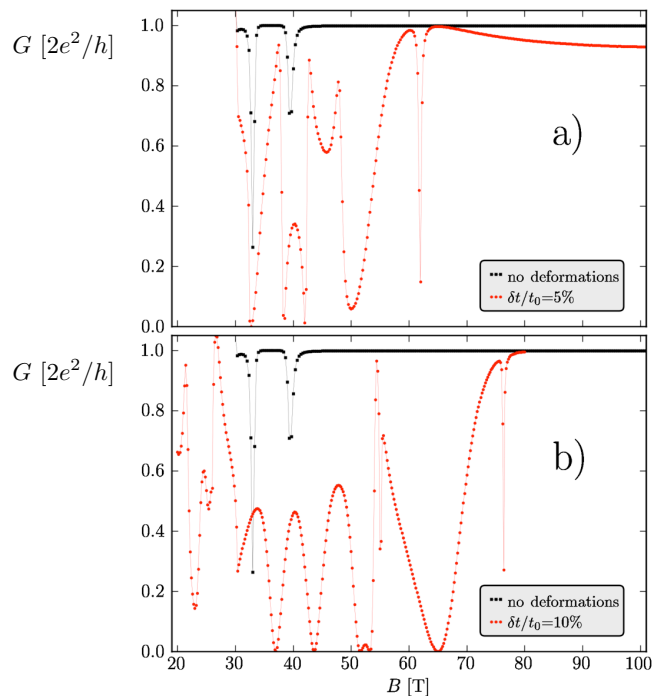 1.0
G [2e²/h]
0.8
0.6
a)
0.4
0.2
no deformations
δt/t₀=5%
0.0
1.0
G [2e²/h]
0.8
0.6
b)
0.4
0.2
no deformations
δt/t₀=10%
0.0
20 30 40 50 60 70 80 90 100
B [T]